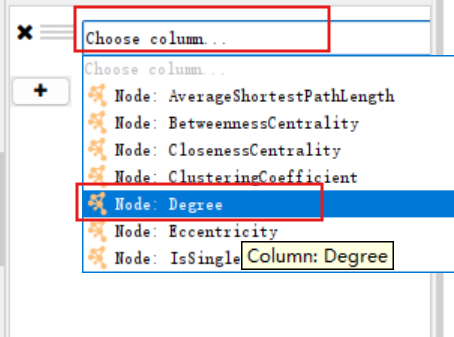 Choose column...
Choose column...
Node: AverageShortestPathLength
Node: BetweennessCentrality
Node: ClosenessCentrality
Node: ClusteringCoefficient
Node: Degree
Node: Eccentricity
Node: IsSingle
Column: Degree